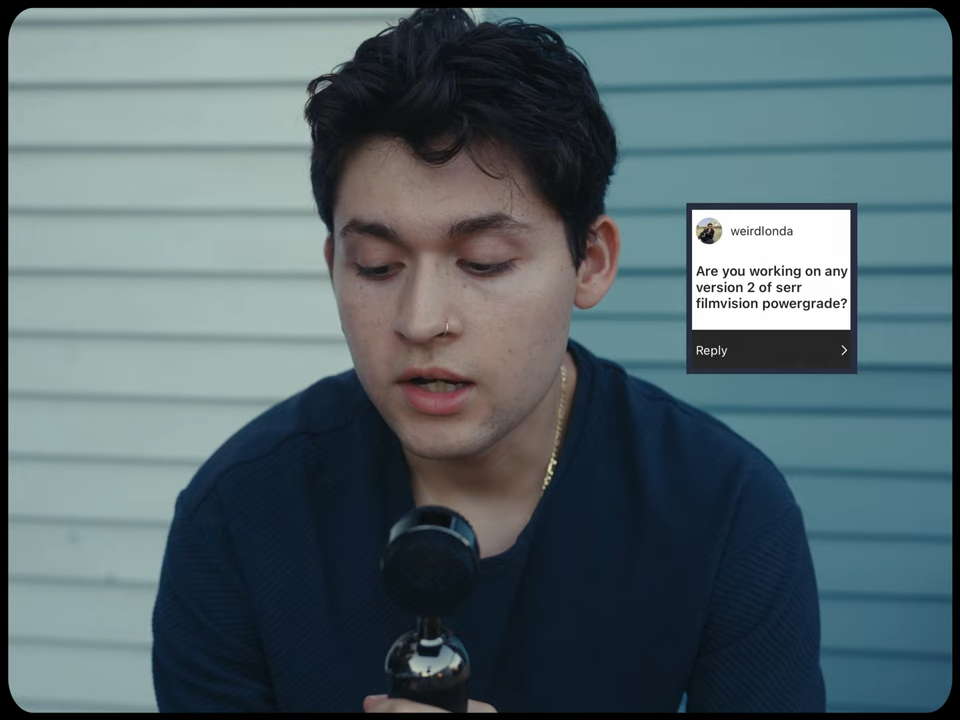 weirdlonda
Are you working on any
version 2 of serr
filmvision powergrade?
Reply